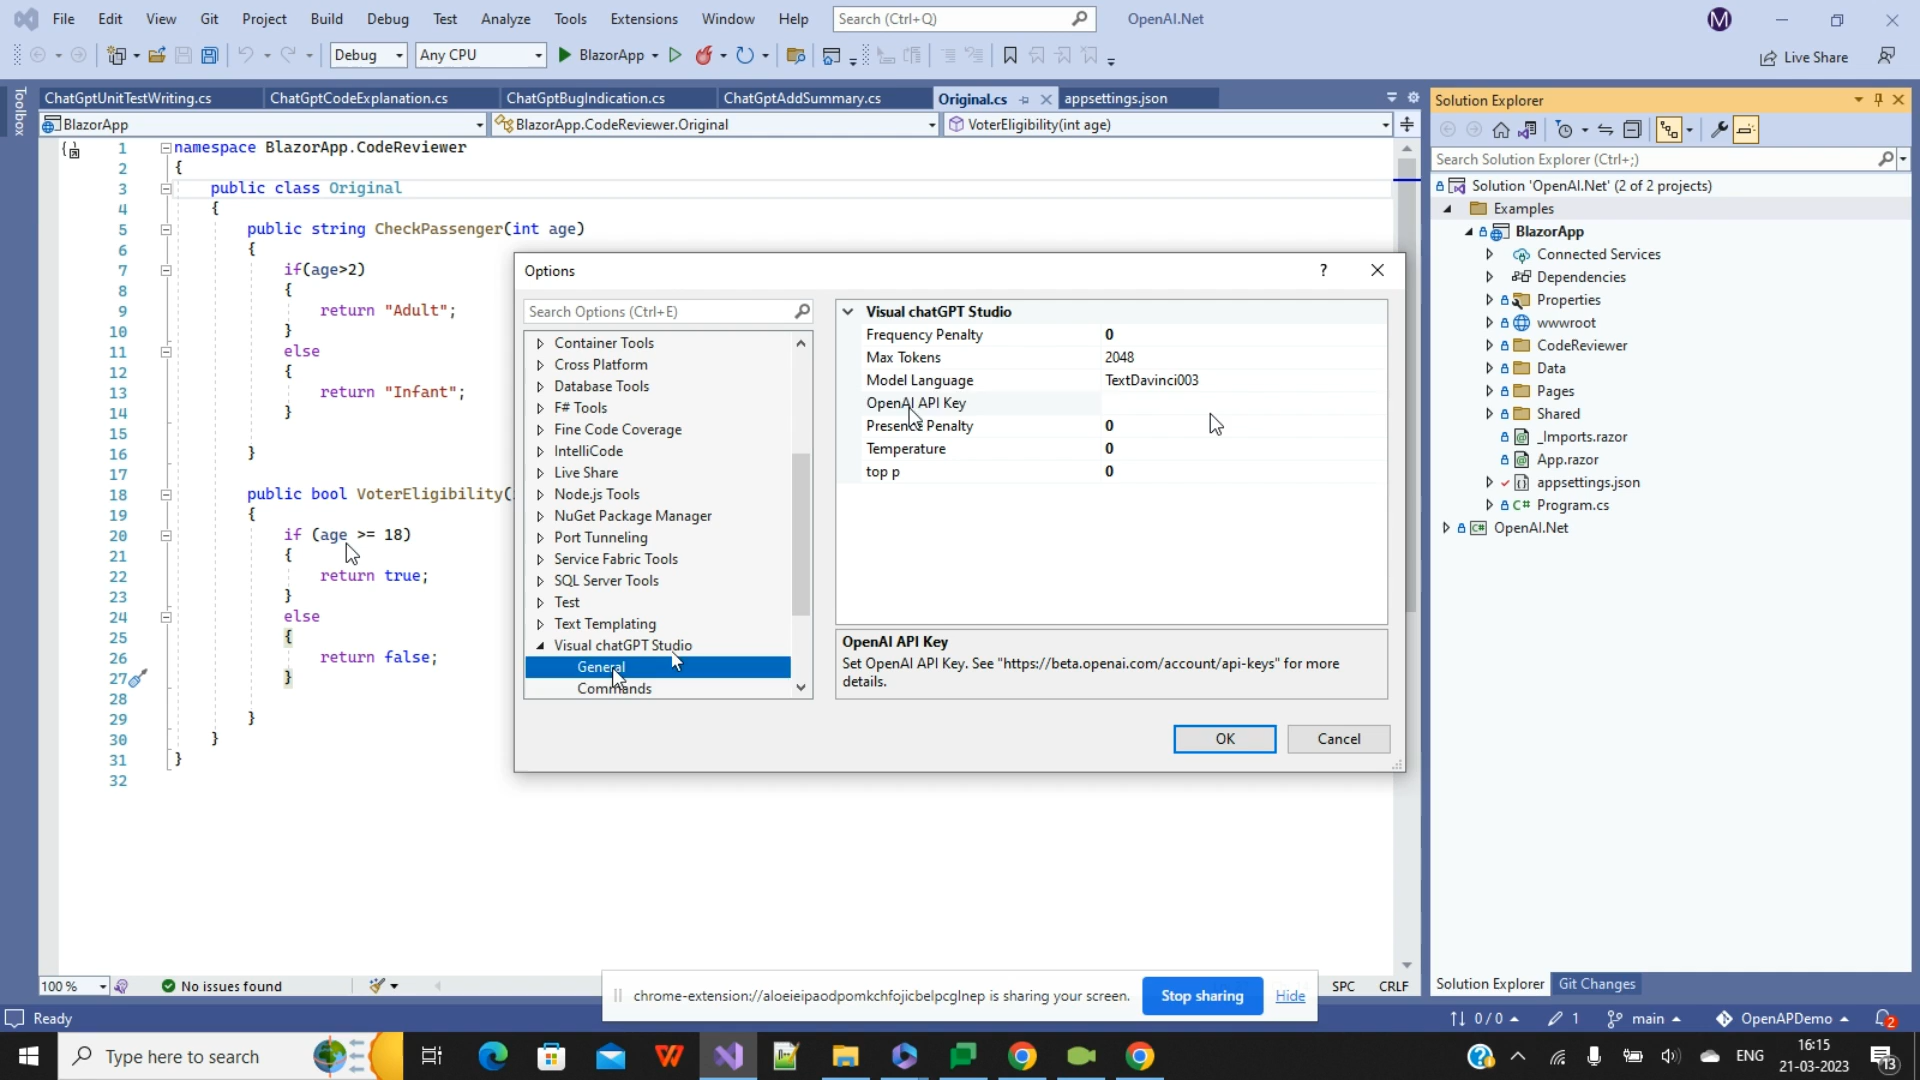 File Edit View Git Project Build Debug Test Analyze Tools Extensions Window Help Search (Ctrl+Q) OpenAI.Net M
Debug Any CPU BlazorApp Live Share
Toolbox
ChatGptUnitTestWriting.cs ChatGptCodeExplanation.cs ChatGptBugIndication.cs ChatGptAddSummary.cs Original.cs appsettings.json
BlazorApp BlazorApp.CodeReviewer.Original VoterEligibility(int age)
1 namespace BlazorApp.CodeReviewer
2 {
3 public class Original
4 {
5 public string CheckPassenger(int age)
6 {
7 if(age>2)
8 {
9 return "Adult";
10 }
11 else
12 {
13 return "Infant";
14 }
15
16 }
17
18 public bool VoterEligibility(
19 {
20 if (age >= 18)
21 {
22 return true;
23 }
24 else
25 {
26 return false;
27 }
28
29 }
30 }
31 }
32
Options ?
Search Options (Ctrl+E)
Container Tools
Cross Platform
Database Tools
F# Tools
Fine Code Coverage
IntelliCode
Live Share
Node.js Tools
NuGet Package Manager
Port Tunneling
Service Fabric Tools
SQL Server Tools
Test
Text Templating
Visual chatGPT Studio
General
Commands
Visual chatGPT Studio
Frequency Penalty 0
Max Tokens 2048
Model Language TextDavinci003
OpenAI API Key
Presence Penalty 0
Temperature 0
top p 0
OpenAI API Key
Set OpenAI API Key. See "https://beta.openai.com/account/api-keys" for more
details.
OK Cancel
Solution Explorer
Search Solution Explorer (Ctrl+;)
Solution 'OpenAI.Net' (2 of 2 projects)
Examples
BlazorApp
Connected Services
Dependencies
Properties
wwwroot
CodeReviewer
Data
Pages
Shared
_Imports.razor
App.razor
appsettings.json
C# Program.cs
C# OpenAI.Net
Solution Explorer Git Changes
100 % No issues found SPC CRLF
chrome-extension://aloeieipaodpomkchfojicbelpcglnep is sharing your screen. Stop sharing Hide
Ready 0 / 0 1 main OpenAPDemo 2
Type here to search ENG 16:15
21-03-2023 13